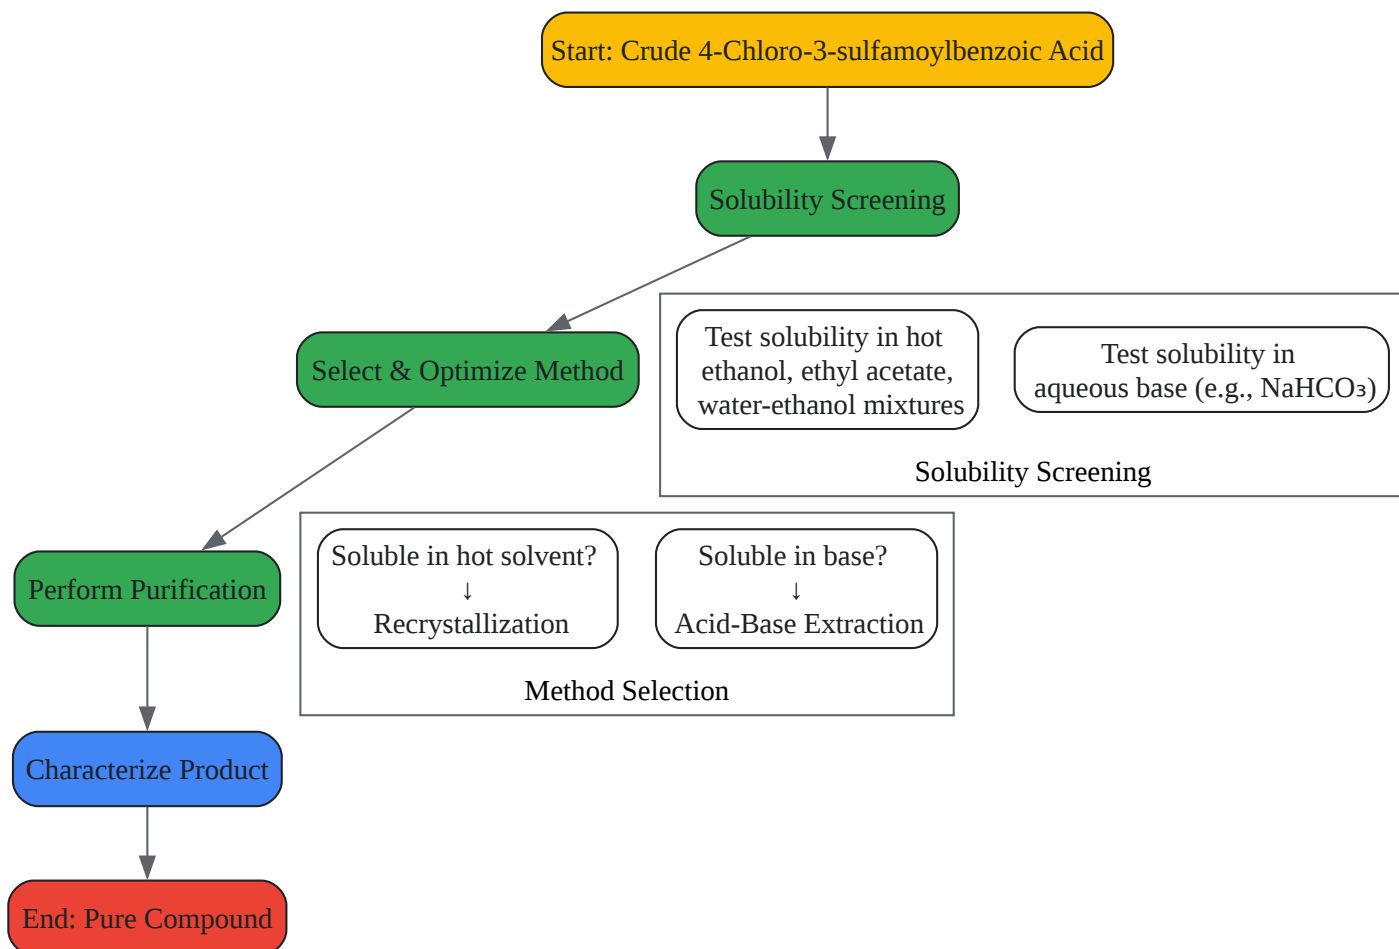 Start: Crude 4-Chloro-3-sulfamoylbenzoic Acid
Solubility Screening
Select & Optimize Method
Test solubility in hot
ethanol, ethyl acetate,
water-ethanol mixtures
Test solubility in
aqueous base (e.g., NaHCO₃)
Solubility Screening
Perform Purification
Soluble in hot solvent?
↓
Recrystallization
Soluble in base?
↓
Acid-Base Extraction
Method Selection
Characterize Product
End: Pure Compound